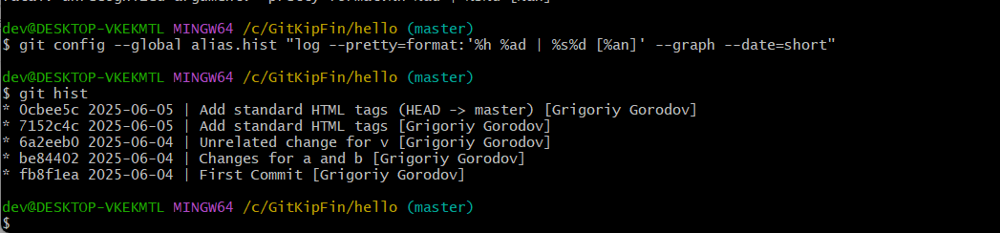 dev@DESKTOP-VKEKMTL MINGW64 /c/GitKipFin/hello (master)
$ git config --global alias.hist "log --pretty=format:'%h %ad | %s%d [%an]' --graph --date=short"
dev@DESKTOP-VKEKMTL MINGW64 /c/GitKipFin/hello (master)
$ git hist
* 0cbee5c 2025-06-05 | Add standard HTML tags (HEAD -> master) [Grigoriy Gorodov]
* 7152c4c 2025-06-05 | Add standard HTML tags [Grigoriy Gorodov]
* 6a2eeb0 2025-06-04 | Unrelated change for v [Grigoriy Gorodov]
* be84402 2025-06-04 | Changes for a and b [Grigoriy Gorodov]
* fb8f1ea 2025-06-04 | First Commit [Grigoriy Gorodov]
dev@DESKTOP-VKEKMTL MINGW64 /c/GitKipFin/hello (master)
$